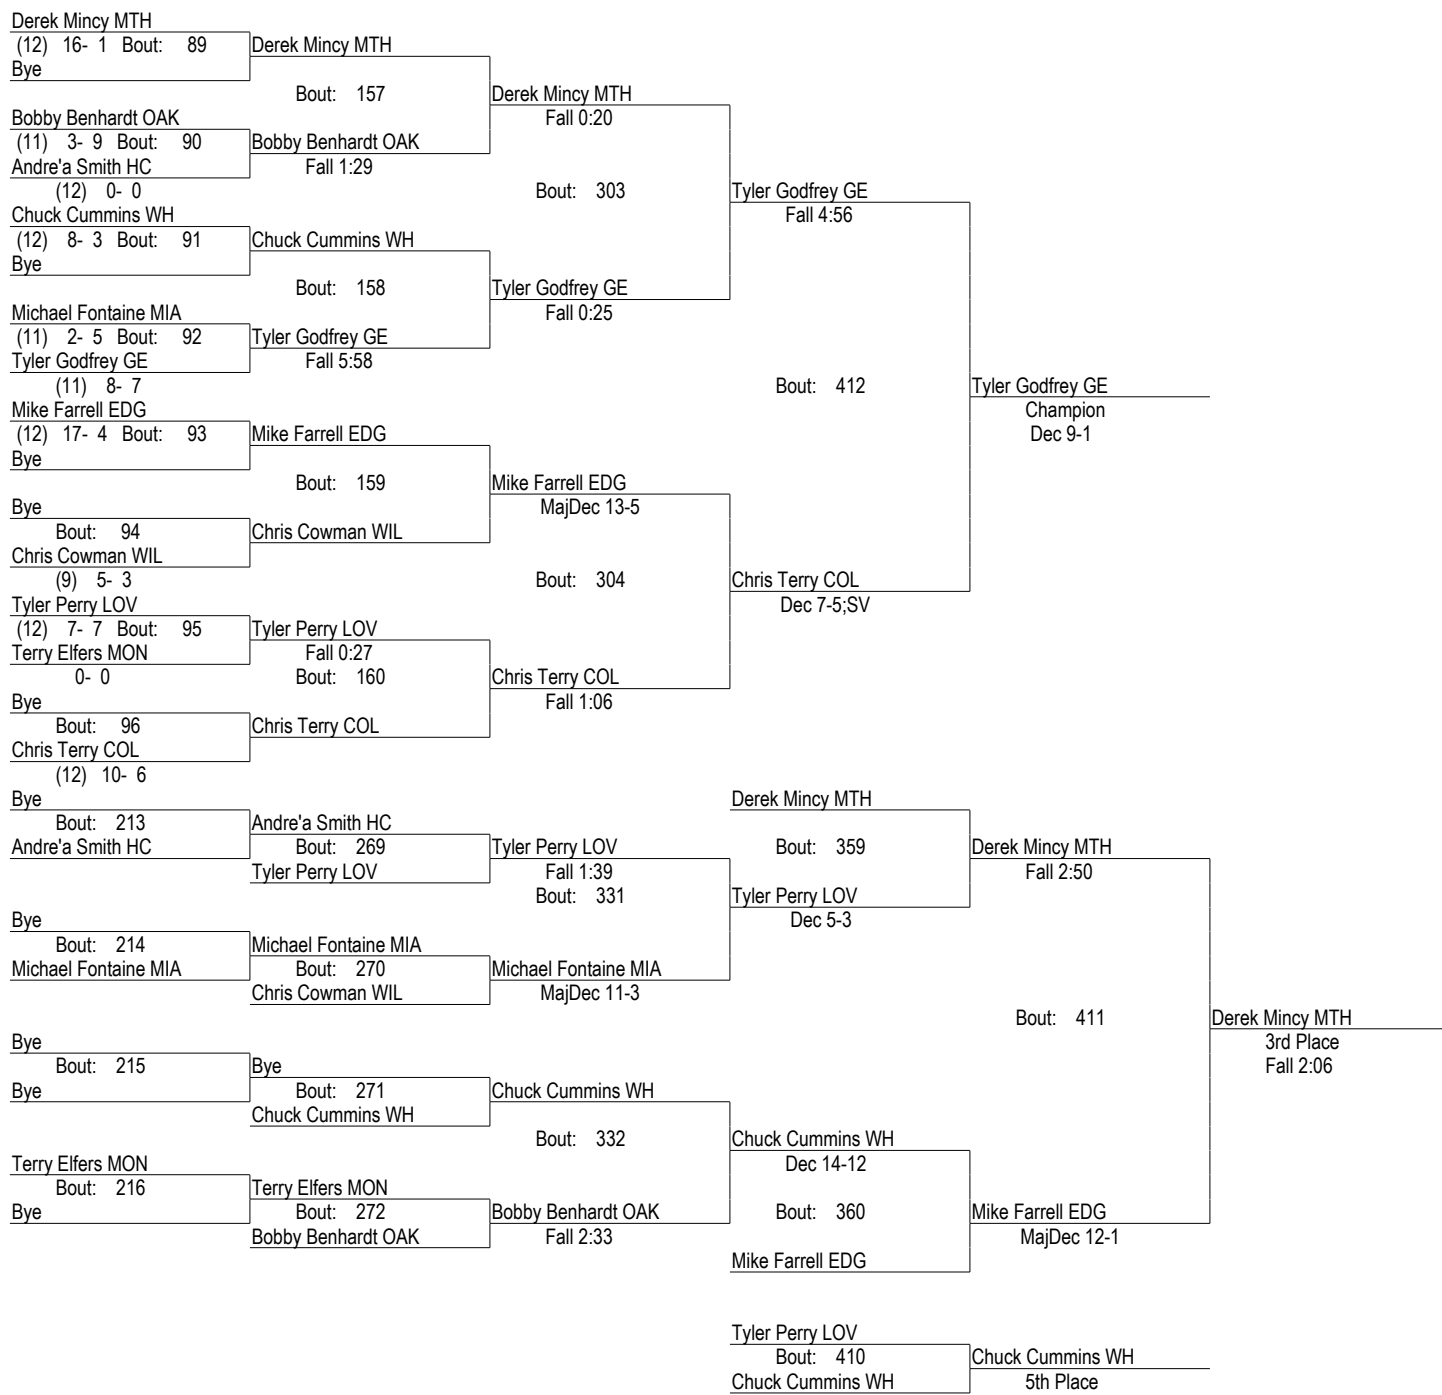 Derek Mincy MTH
(12) 16- 1 Bout: 89
Derek Mincy MTH
Bye
Bout: 157
Derek Mincy MTH
Bobby Benhardt OAK
Fall 0:20
(11) 3- 9 Bout: 90
Bobby Benhardt OAK
Andre'a Smith HC
Fall 1:29
(12) 0- 0
Bout: 303
Tyler Godfrey GE
Chuck Cummins WH
Fall 4:56
(12) 8- 3 Bout: 91
Chuck Cummins WH
Bye
Bout: 158
Tyler Godfrey GE
Michael Fontaine MIA
Fall 0:25
(11) 2- 5 Bout: 92
Tyler Godfrey GE
Tyler Godfrey GE
Fall 5:58
(11) 8- 7
Bout: 412
Tyler Godfrey GE
Mike Farrell EDG
Champion
(12) 17- 4 Bout: 93
Mike Farrell EDG
Dec 9-1
Bye
Bout: 159
Mike Farrell EDG
Bye
MajDec 13-5
Bout: 94
Chris Cowman WIL
Chris Cowman WIL
(9) 5- 3
Bout: 304
Chris Terry COL
Tyler Perry LOV
Dec 7-5;SV
(12) 7- 7 Bout: 95
Tyler Perry LOV
Terry Elfers MON
Fall 0:27
0- 0
Bout: 160
Chris Terry COL
Bye
Fall 1:06
Bout: 96
Chris Terry COL
Chris Terry COL
(12) 10- 6
Bye
Derek Mincy MTH
Bout: 213
Andre'a Smith HC
Andre'a Smith HC
Bout: 269
Tyler Perry LOV
Bout: 359
Derek Mincy MTH
Tyler Perry LOV
Fall 1:39
Fall 2:50
Bout: 331
Tyler Perry LOV
Bye
Dec 5-3
Bout: 214
Michael Fontaine MIA
Michael Fontaine MIA
Bout: 270
Michael Fontaine MIA
Chris Cowman WIL
MajDec 11-3
Bout: 411
Derek Mincy MTH
Bye
3rd Place
Bout: 215
Bye
Fall 2:06
Bye
Bout: 271
Chuck Cummins WH
Chuck Cummins WH
Bout: 332
Chuck Cummins WH
Terry Elfers MON
Dec 14-12
Bout: 216
Terry Elfers MON
Bye
Bout: 272
Bobby Benhardt OAK
Bout: 360
Mike Farrell EDG
Bobby Benhardt OAK
Fall 2:33
MajDec 12-1
Mike Farrell EDG
Tyler Perry LOV
Bout: 410
Chuck Cummins WH
Chuck Cummins WH
5th Place